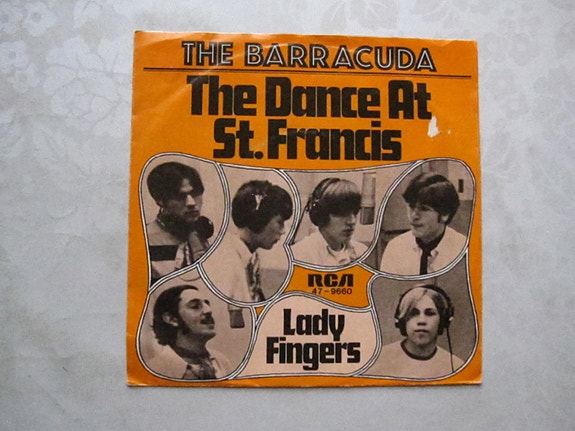 THE BARRACUDA
The Dance At
St. Francis
RCA
47-9660
Lady
Fingers